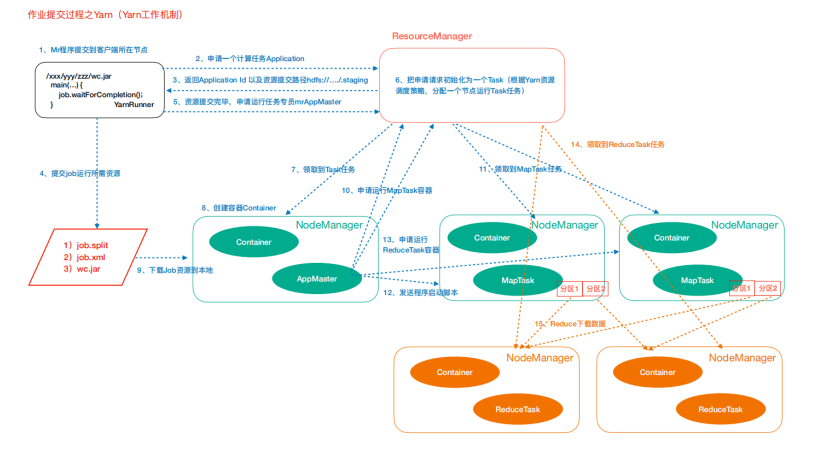 作业提交过程之Yarn（Yarn工作机制）
ResourceManager
1、Mr程序提交到客户端所在节点
2、申请一个计算任务Application
/xxx/yyy/zzz/wc.jar
main(...) {
job.waitForCompletion();
}
YarnRunner
3、返回Application Id 以及资源提交路径hdfs://..../.staging
5、资源提交完毕，申请运行任务专员mrAppMaster
6、把申请请求初始化为一个Task（根据Yarn资源
调度策略，分配一个节点运行Task任务）
14、领取到ReduceTask任务
4、提交job运行所需资源
7、领取到Task任务
11、领取到MapTask任务
10、申请运行MapTask容器
8、创建容器Container
NodeManager
Container
AppMaster
13、申请运行
ReduceTask容器
NodeManager
Container
MapTask
分区1
分区2
NodeManager
Container
MapTask
分区1
分区2
1）job.split
2）job.xml
3）wc.jar
9、下载Job资源到本地
12、发送程序启动脚本
15、Reduce下载数据
NodeManager
Container
ReduceTask
NodeManager
Container
ReduceTask